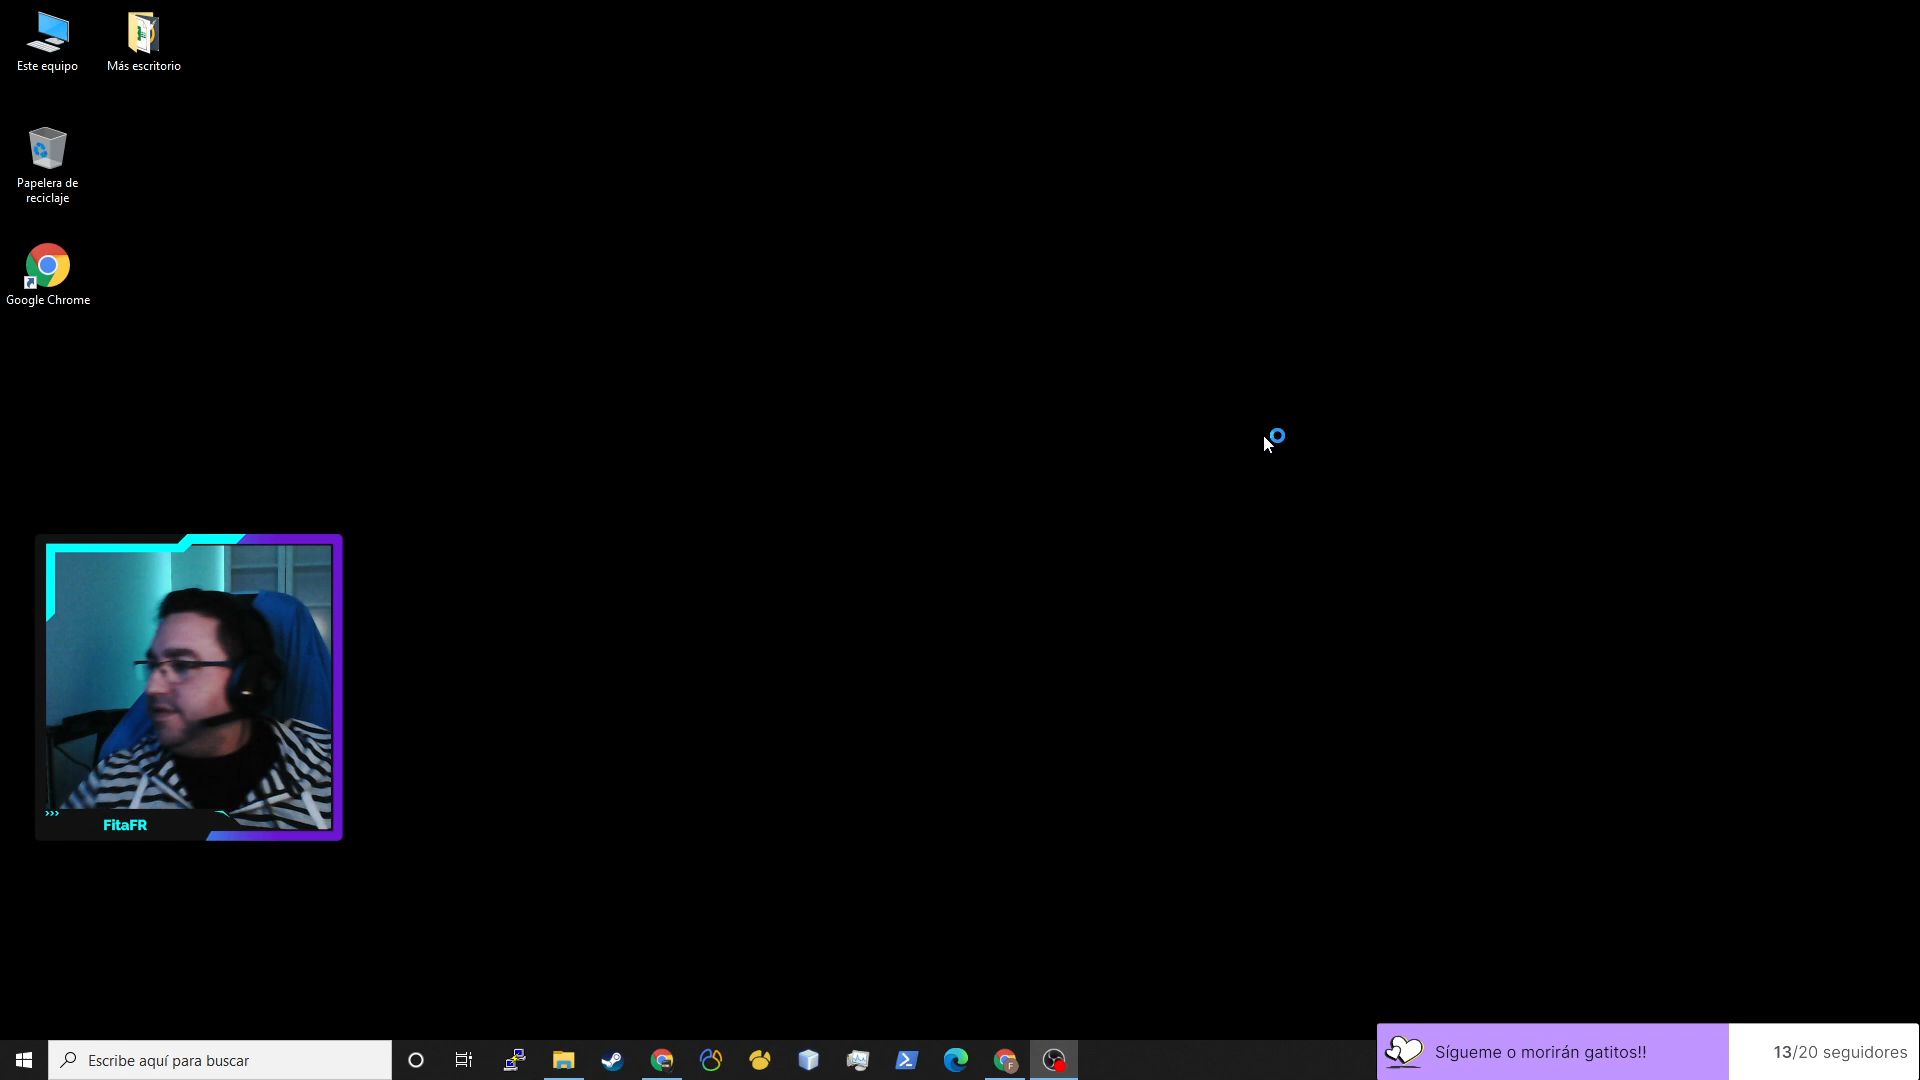 Este equipo
Más escritorio
Papelera de
reciclaje
Google Chrome
>>>
FitaFR
Escribe aquí para buscar
F
Sígueme o morirán gatitos!!
13/20 seguidores